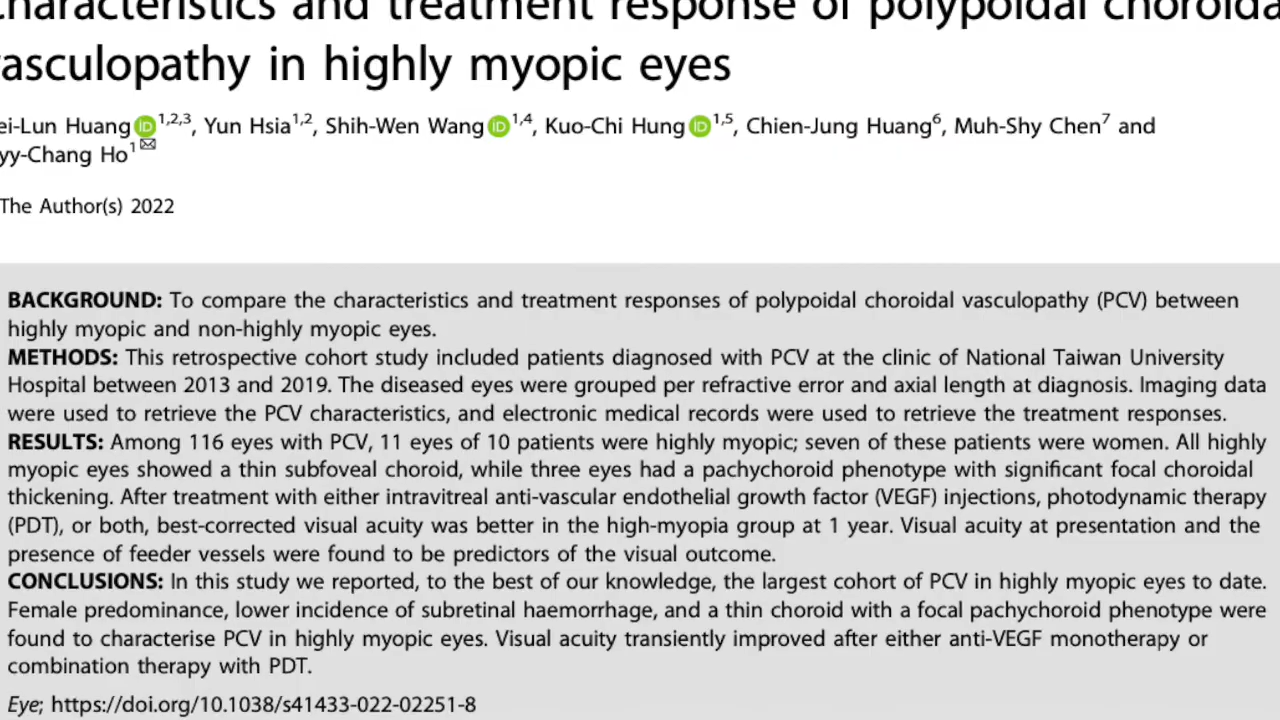 characteristics and treatment response of polypoidal choroida
vasculopathy in highly myopic eyes
ei-Lun Huang iD 1,2,3, Yun Hsia1,2, Shih-Wen Wang iD 1,4, Kuo-Chi Hung iD 1,5, Chien-Jung Huang6, Muh-Shy Chen7 and
yy-Chang Ho1✉
The Author(s) 2022
BACKGROUND: To compare the characteristics and treatment responses of polypoidal choroidal vasculopathy (PCV) between
highly myopic and non-highly myopic eyes.
METHODS: This retrospective cohort study included patients diagnosed with PCV at the clinic of National Taiwan University
Hospital between 2013 and 2019. The diseased eyes were grouped per refractive error and axial length at diagnosis. Imaging data
were used to retrieve the PCV characteristics, and electronic medical records were used to retrieve the treatment responses.
RESULTS: Among 116 eyes with PCV, 11 eyes of 10 patients were highly myopic; seven of these patients were women. All highly
myopic eyes showed a thin subfoveal choroid, while three eyes had a pachychoroid phenotype with significant focal choroidal
thickening. After treatment with either intravitreal anti-vascular endothelial growth factor (VEGF) injections, photodynamic therapy
(PDT), or both, best-corrected visual acuity was better in the high-myopia group at 1 year. Visual acuity at presentation and the
presence of feeder vessels were found to be predictors of the visual outcome.
CONCLUSIONS: In this study we reported, to the best of our knowledge, the largest cohort of PCV in highly myopic eyes to date.
Female predominance, lower incidence of subretinal haemorrhage, and a thin choroid with a focal pachychoroid phenotype were
found to characterise PCV in highly myopic eyes. Visual acuity transiently improved after either anti-VEGF monotherapy or
combination therapy with PDT.
Eye; https://doi.org/10.1038/s41433-022-02251-8